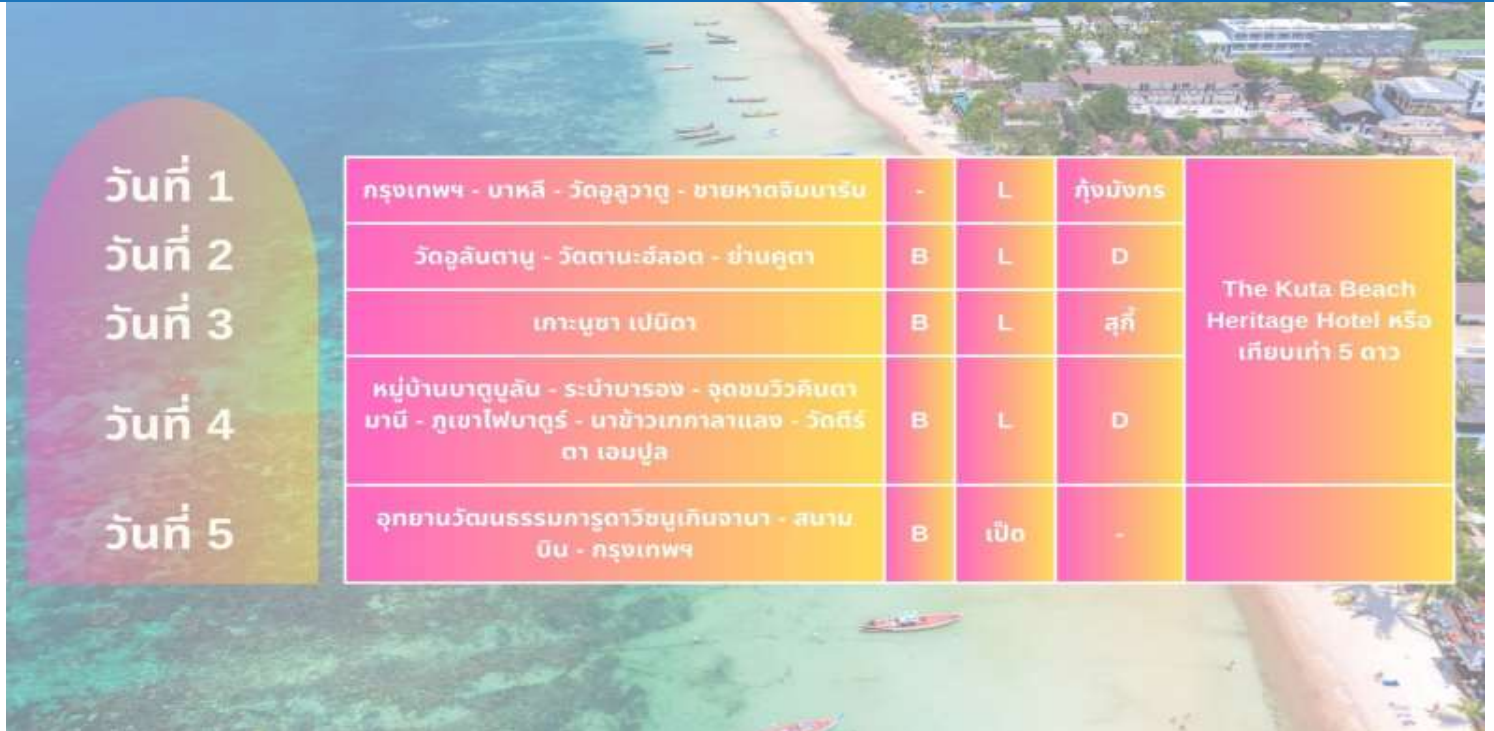 วันที่ 1
กรุงเทพฯ - บาหลี - วัดอูลูวาตู - ชายหาดจิมบารัน
-
L
กุ้งมังกร
วันที่ 2
วัดอูลันดานู - วัดตานะฮ์ลอต - ย่านคูตา
B
L
D
The Kuta Beach
Heritage Hotel หรือ
เทียบเท่า 5 ดาว
วันที่ 3
เกาะนูซา เปนิดา
B
L
สุกี้
วันที่ 4
หมู่บ้านบาตูบูลัน - ระบำบารอง - จุดชมวิวคินตา
มานี - ภูเขาไฟบาตูร์ - นาข้าวเทกาลาแลง - วัดตีร์
ตา เอมปูล
B
L
D
วันที่ 5
อุทยานวัฒนธรรมการูดาวิชนูเก็นจานา - สนาม
บิน - กรุงเทพฯ
B
เป็ด
-